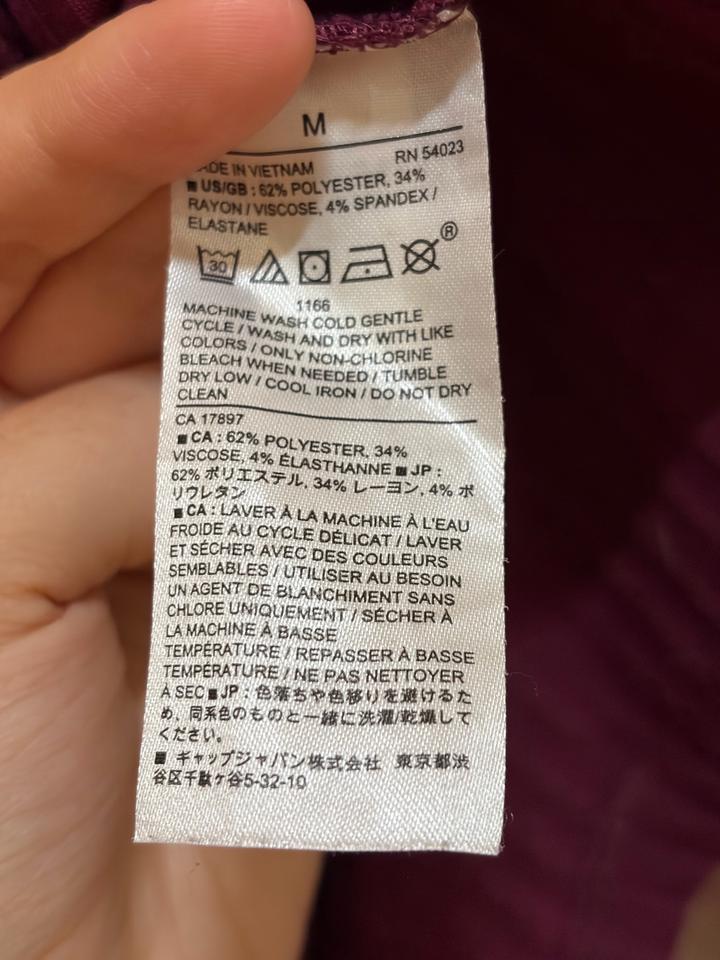 M
ADE IN VIETNAM RN 54023
■ US/GB : 62% POLYESTER, 34%
RAYON / VISCOSE, 4% SPANDEX /
ELASTANE
30 ®
1166
MACHINE WASH COLD GENTLE
CYCLE / WASH AND DRY WITH LIKE
COLORS / ONLY NON-CHLORINE
BLEACH WHEN NEEDED / TUMBLE
DRY LOW / COOL IRON / DO NOT DRY
CLEAN
CA 17897
■ CA : 62% POLYESTER, 34%
VISCOSE, 4% ÉLASTHANNE ■ JP :
62% ポリエステル, 34% レーヨン, 4% ポ
リウレタン
■ CA : LAVER À LA MACHINE À L'EAU
FROIDE AU CYCLE DÉLICAT / LAVER
ET SÉCHER AVEC DES COULEURS
SEMBLABLES / UTILISER AU BESOIN
UN AGENT DE BLANCHIMENT SANS
CHLORE UNIQUEMENT / SÉCHER À
LA MACHINE À BASSE
TEMPÉRATURE / REPASSER À BASSE
TEMPÉRATURE / NE PAS NETTOYER
À SEC ■ JP : 色落ちや色移りを避けるた
め、同系色のものと一緒に洗濯/乾燥して
ください。
■ ギャップジャパン株式会社 東京都渋
谷区千駄ケ谷5-32-10